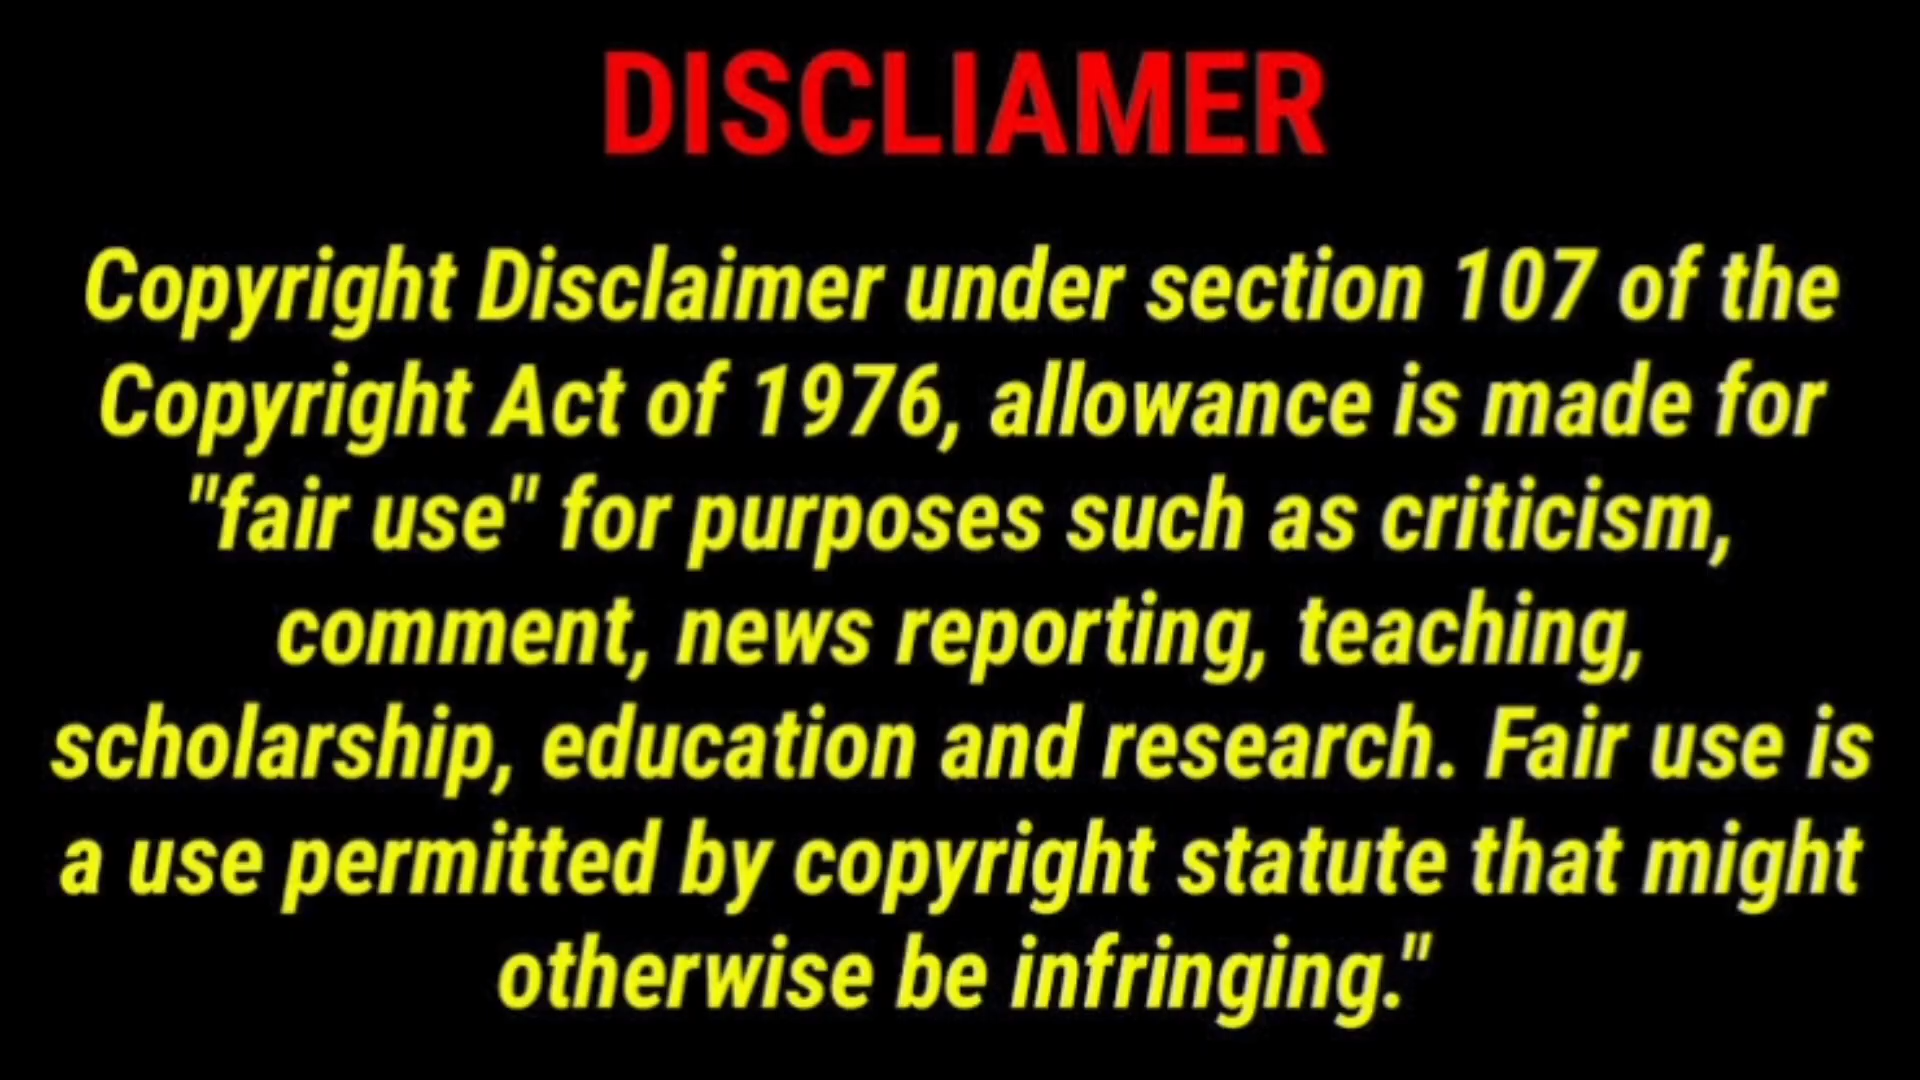 DISCLIAMER
Copyright Disclaimer under section 107 of the
Copyright Act of 1976, allowance is made for
"fair use" for purposes such as criticism,
comment, news reporting, teaching,
scholarship, education and research. Fair use is
a use permitted by copyright statute that might
otherwise be infringing."